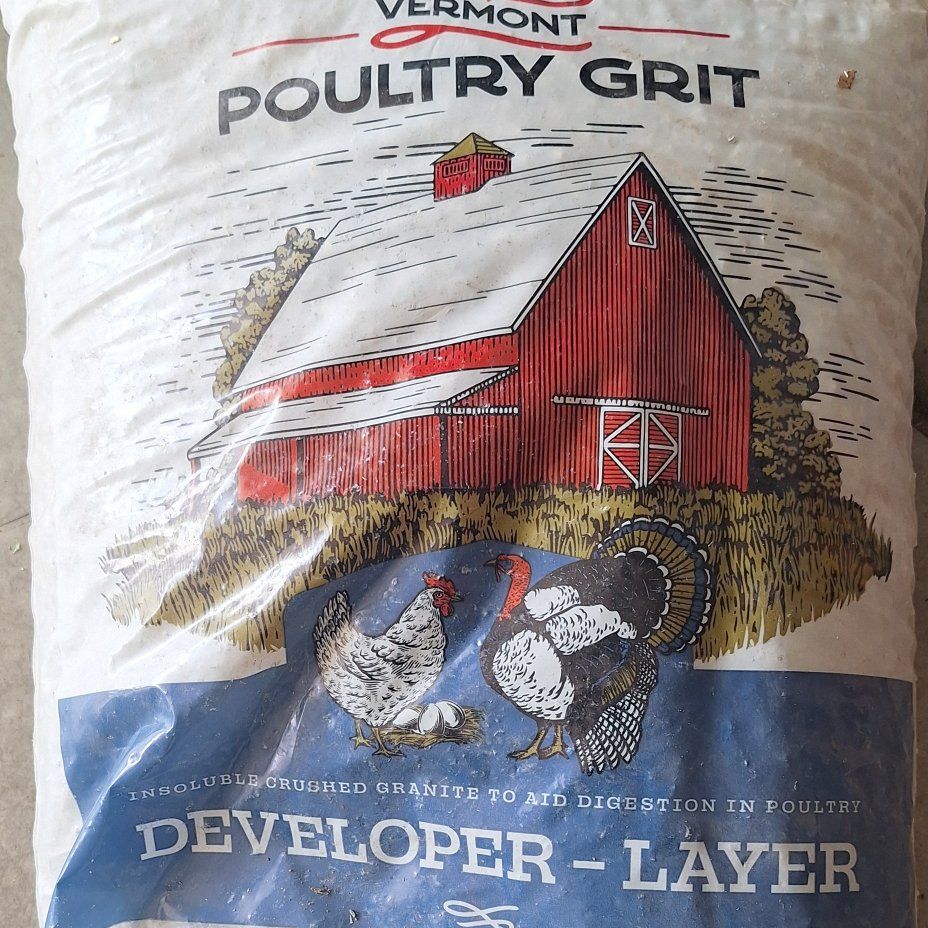 VERMONT
POULTRY GRIT
INSOLUBLE CRUSHED GRANITE TO AID DIGESTION IN POULTRY
DEVELOPER – LAYER